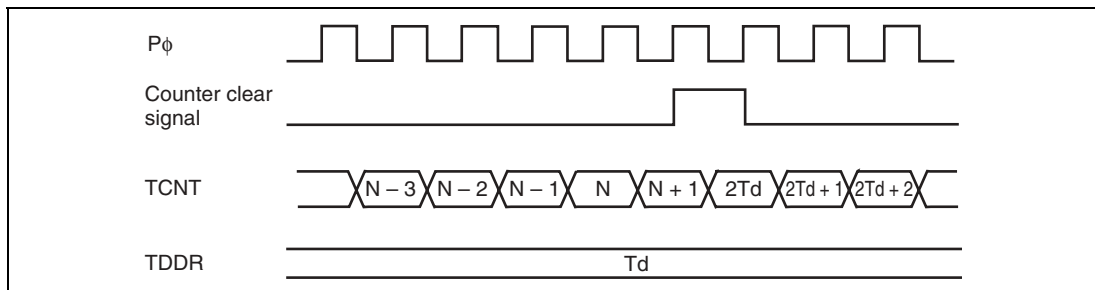 Pϕ
Counter clear
signal
TCNT
N – 3 N – 2 N – 1 N N + 1 2Td 2Td + 1 2Td + 2
TDDR
Td